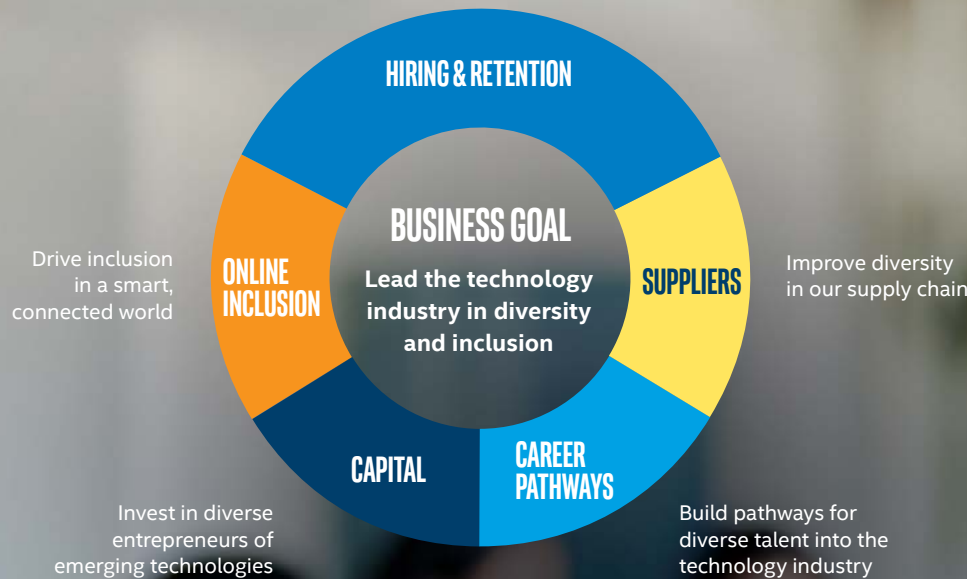 HIRING & RETENTION
BUSINESS GOAL
Lead the technology
industry in diversity
and inclusion
Drive inclusion
in a smart,
connected world
ONLINE
INCLUSION
SUPPLIERS
Improve diversity
in our supply chain
CAPITAL
CAREER
PATHWAYS
Invest in diverse
entrepreneurs of
emerging technologies
Build pathways for
diverse talent into the
technology industry